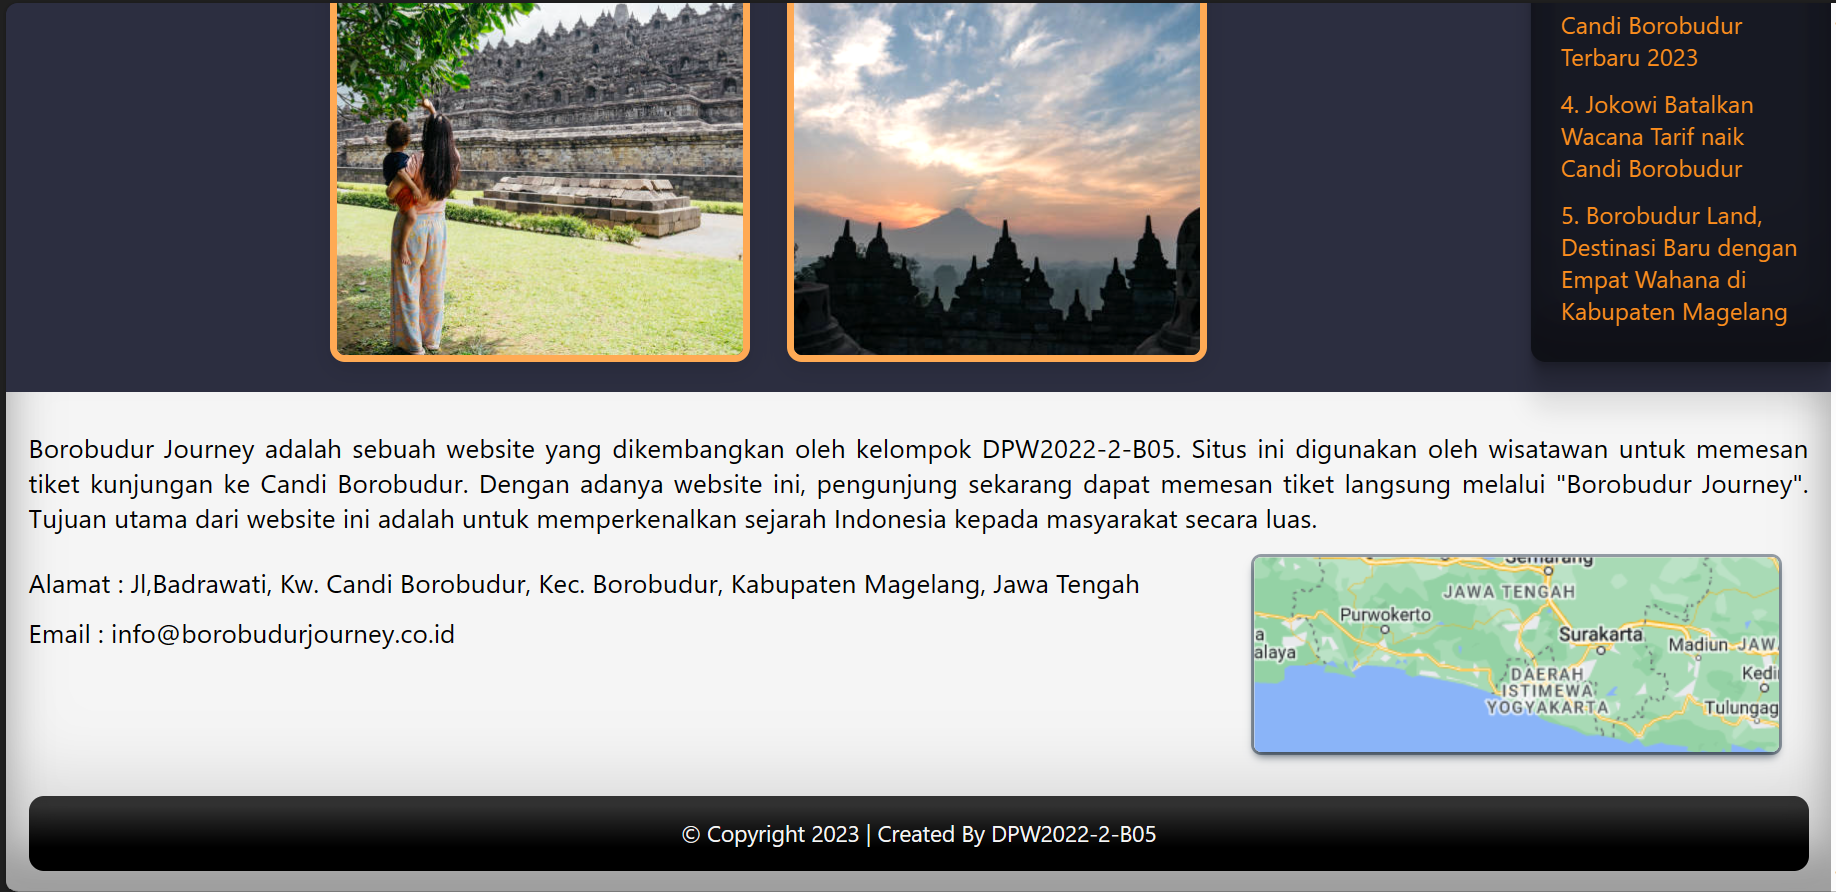 Candi Borobudur
Terbaru 2023
4. Jokowi Batalkan
Wacana Tarif naik
Candi Borobudur
5. Borobudur Land,
Destinasi Baru dengan
Empat Wahana di
Kabupaten Magelang
Borobudur Journey adalah sebuah website yang dikembangkan oleh kelompok DPW2022-2-B05. Situs ini digunakan oleh wisatawan untuk memesan
tiket kunjungan ke Candi Borobudur. Dengan adanya website ini, pengunjung sekarang dapat memesan tiket langsung melalui "Borobudur Journey".
Tujuan utama dari website ini adalah untuk memperkenalkan sejarah Indonesia kepada masyarakat secara luas.
Alamat : Jl,Badrawati, Kw. Candi Borobudur, Kec. Borobudur, Kabupaten Magelang, Jawa Tengah
Email : info@borobudurjourney.co.id
Semarang
JAWA TENGAH
Purwokerto
Surakarta
a
alaya
Madiun
JAW
DAERAH
ISTIMEWA
YOGYAKARTA
Kedi
Tulungag
© Copyright 2023 | Created By DPW2022-2-B05